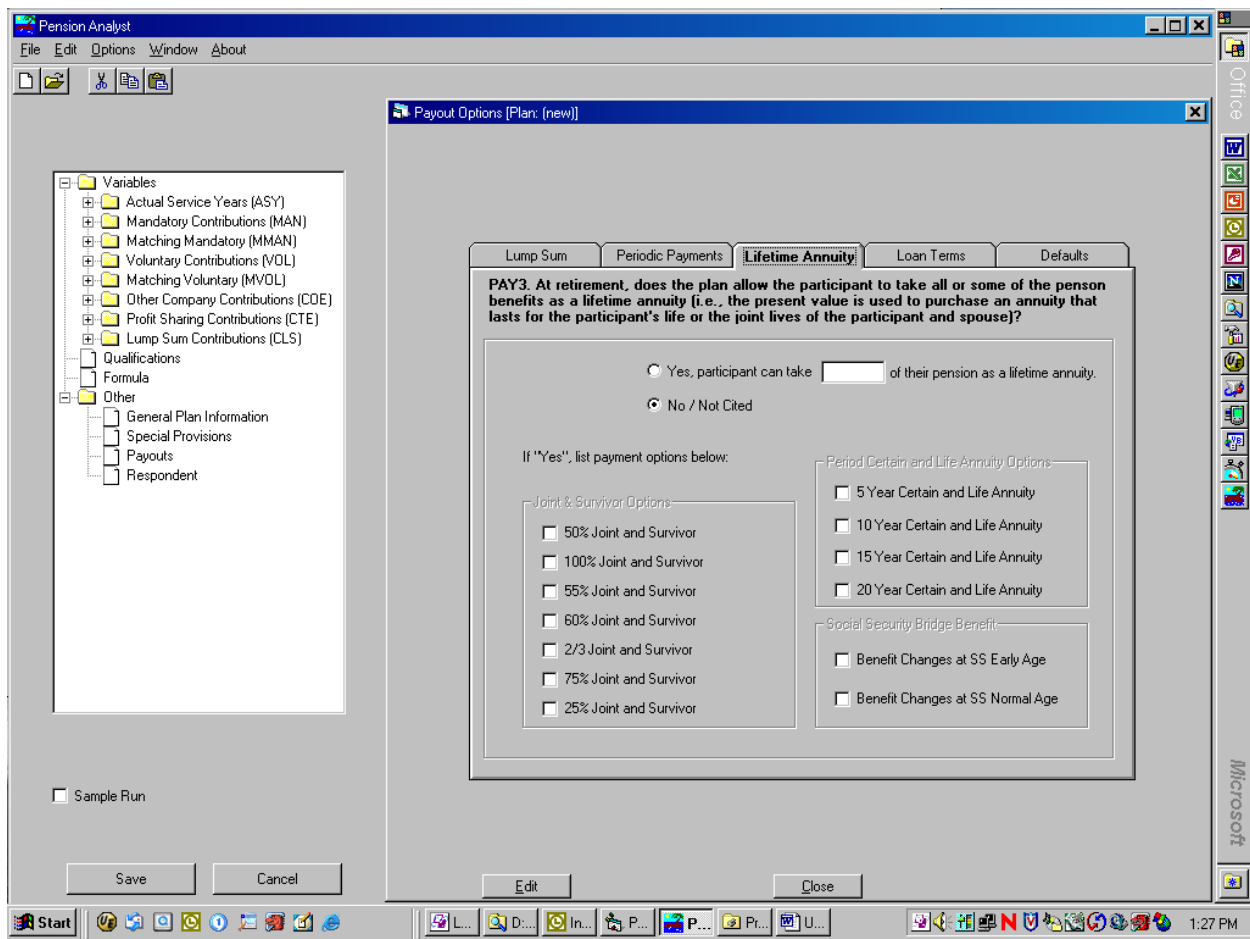 Pension Analyst
File Edit Options Window About
Office
Payout Options [Plan: (new)]
Variables
Actual Service Years (ASY)
Mandatory Contributions (MAN)
Matching Mandatory (MMAN)
Voluntary Contributions (VOL)
Matching Voluntary (MVOL)
Other Company Contributions (COE)
Profit Sharing Contributions (CTE)
Lump Sum Contributions (CLS)
Qualifications
Formula
Other
General Plan Information
Special Provisions
Payouts
Respondent
Lump Sum Periodic Payments Lifetime Annuity Loan Terms Defaults
PAY3. At retirement, does the plan allow the participant to take all or some of the person
benefits as a lifetime annuity (i.e., the present value is used to purchase an annuity that
lasts for the participant's life or the joint lives of the participant and spouse)?
Yes, participant can take of their pension as a lifetime annuity.
No / Not Cited
If "Yes", list payment options below:
Joint & Survivor Options
50% Joint and Survivor
100% Joint and Survivor
55% Joint and Survivor
60% Joint and Survivor
2/3 Joint and Survivor
75% Joint and Survivor
25% Joint and Survivor
Period Certain and Life Annuity Options
5 Year Certain and Life Annuity
10 Year Certain and Life Annuity
15 Year Certain and Life Annuity
20 Year Certain and Life Annuity
Social Security Bridge Benefit
Benefit Changes at SS Early Age
Benefit Changes at SS Normal Age
Sample Run
Save Cancel
Edit Close
Microsoft
Start L... D:... In... P... P... Pr... U... 1:27 PM